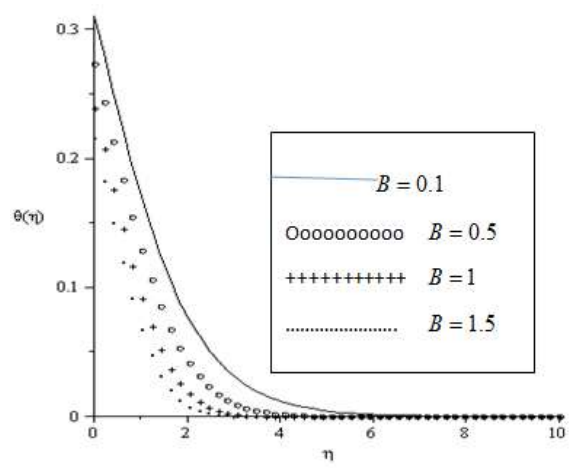 0.3
0.2
θ(η)
0.1
0
0 2 4 6 8 10
η
B = 0.1
Ooooooooooo B = 0.5
+++++++++++ B = 1
...................... B = 1.5